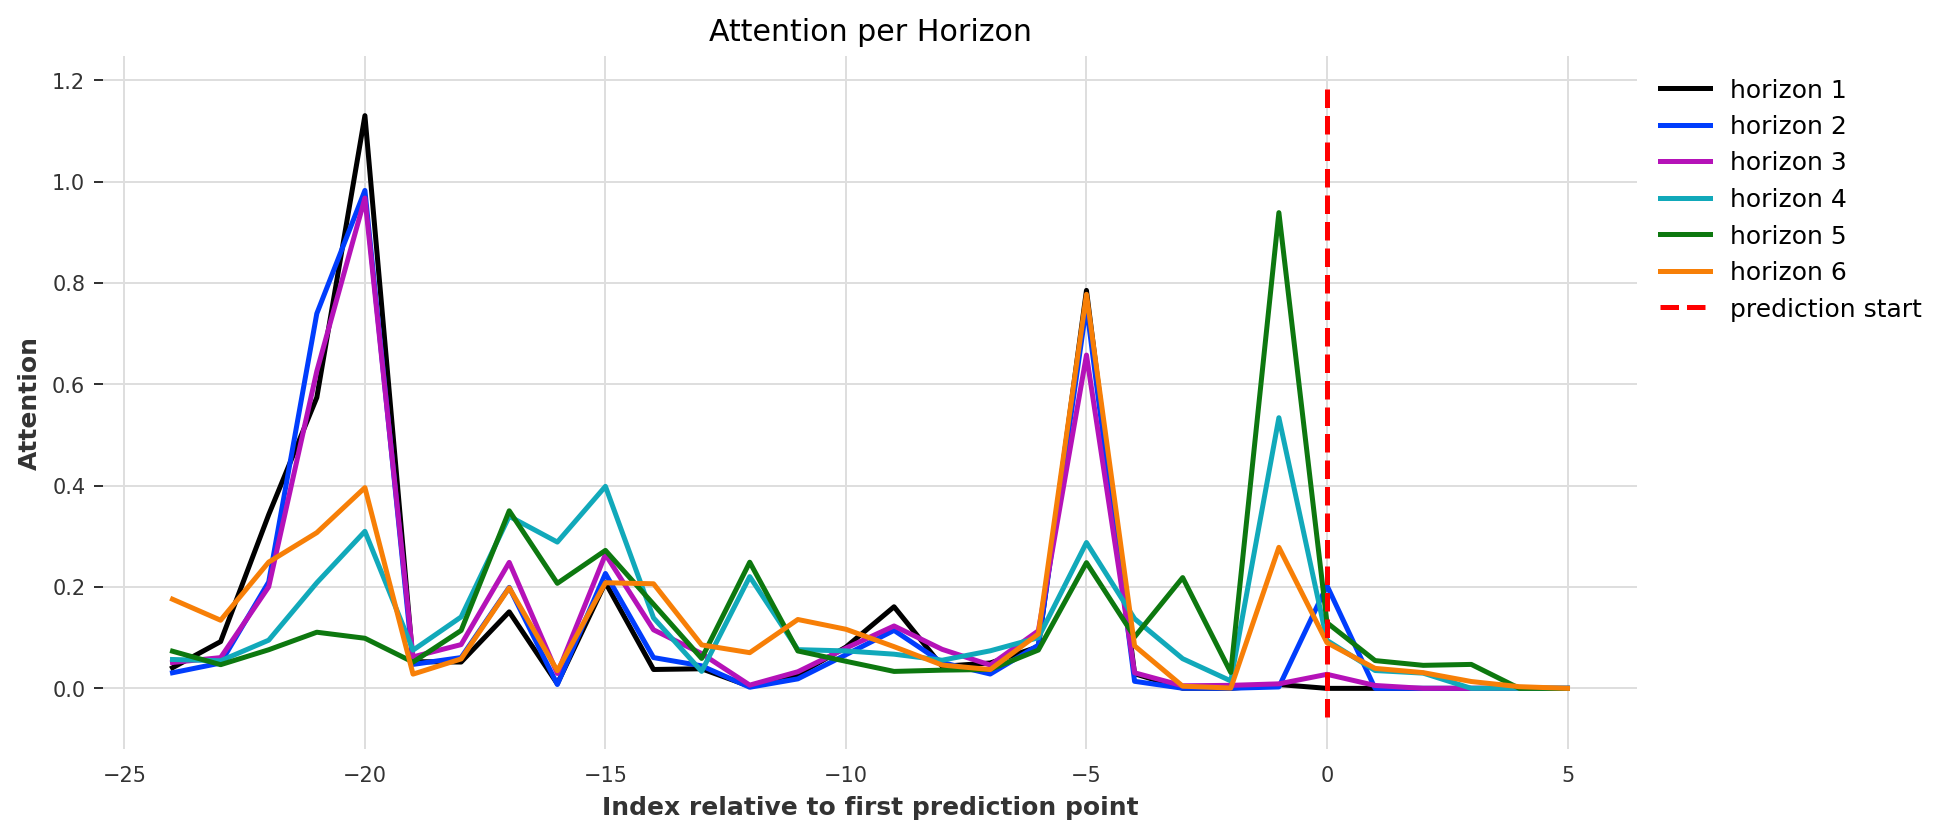 Attention per Horizon
1.2
1.0
0.8
0.6
0.4
0.2
0.0
Attention
−25
−20
−15
−10
−5
0
5
Index relative to first prediction point
horizon 1
horizon 2
horizon 3
horizon 4
horizon 5
horizon 6
prediction start